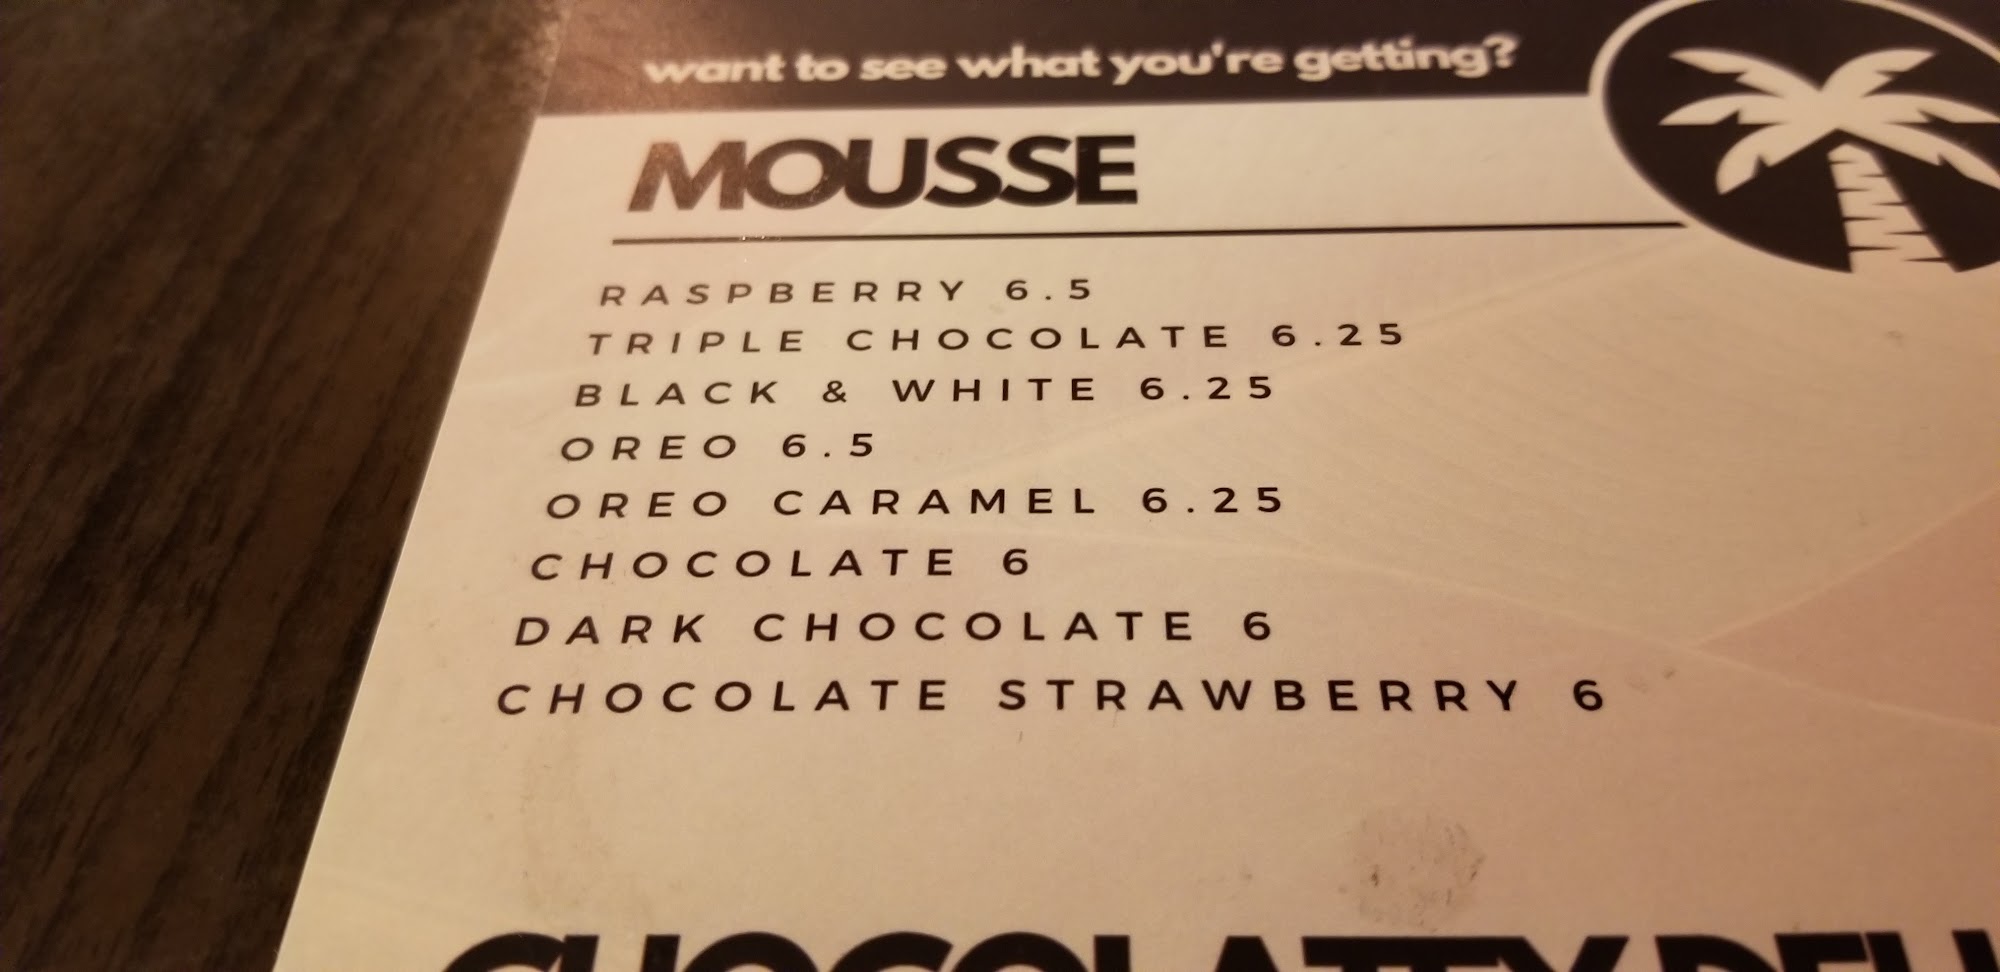 want to see what you're getting?
MOUSSE
RASPBERRY 6.5
TRIPLE CHOCOLATE 6.25
BLACK & WHITE 6.25
OREO 6.5
OREO CARAMEL 6.25
CHOCOLATE 6
DARK CHOCOLATE 6
CHOCOLATE STRAWBERRY 6
CHOCOLATEY